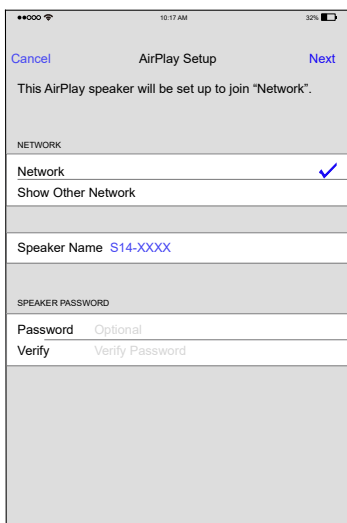 10:17 AM 32%
Cancel AirPlay Setup Next
This AirPlay speaker will be set up to join “Network”.
NETWORK
Network
Show Other Network
Speaker Name S14-XXXX
SPEAKER PASSWORD
Password Optional
Verify Verify Password